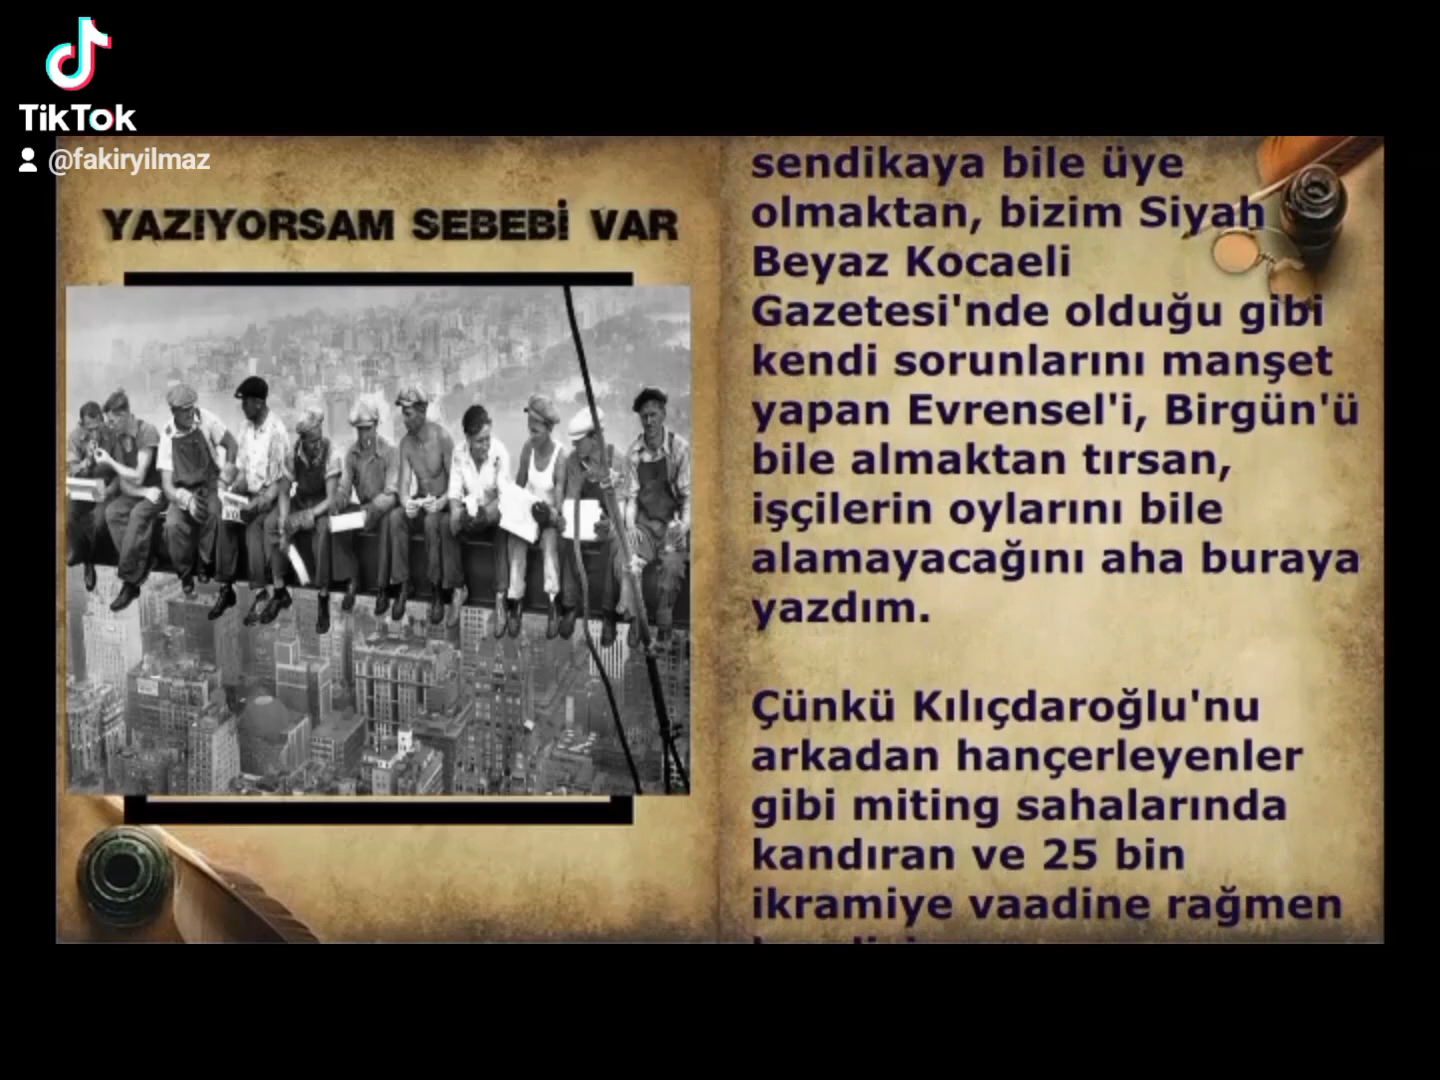 TikTok
@fakiryilmaz
YAZIYORSAM SEBEBİ VAR
sendikaya bile üye
olmaktan, bizim Siyah
Beyaz Kocaeli
Gazetesi'nde olduğu gibi
kendi sorunlarını manşet
yapan Evrensel'i, Birgün'ü
bile almaktan tırsan,
işçilerin oylarını bile
alamayacağını aha buraya
yazdım.
Çünkü Kılıçdaroğlu'nu
arkadan hançerleyenler
gibi miting sahalarında
kandıran ve 25 bin
ikramiye vaadine rağmen